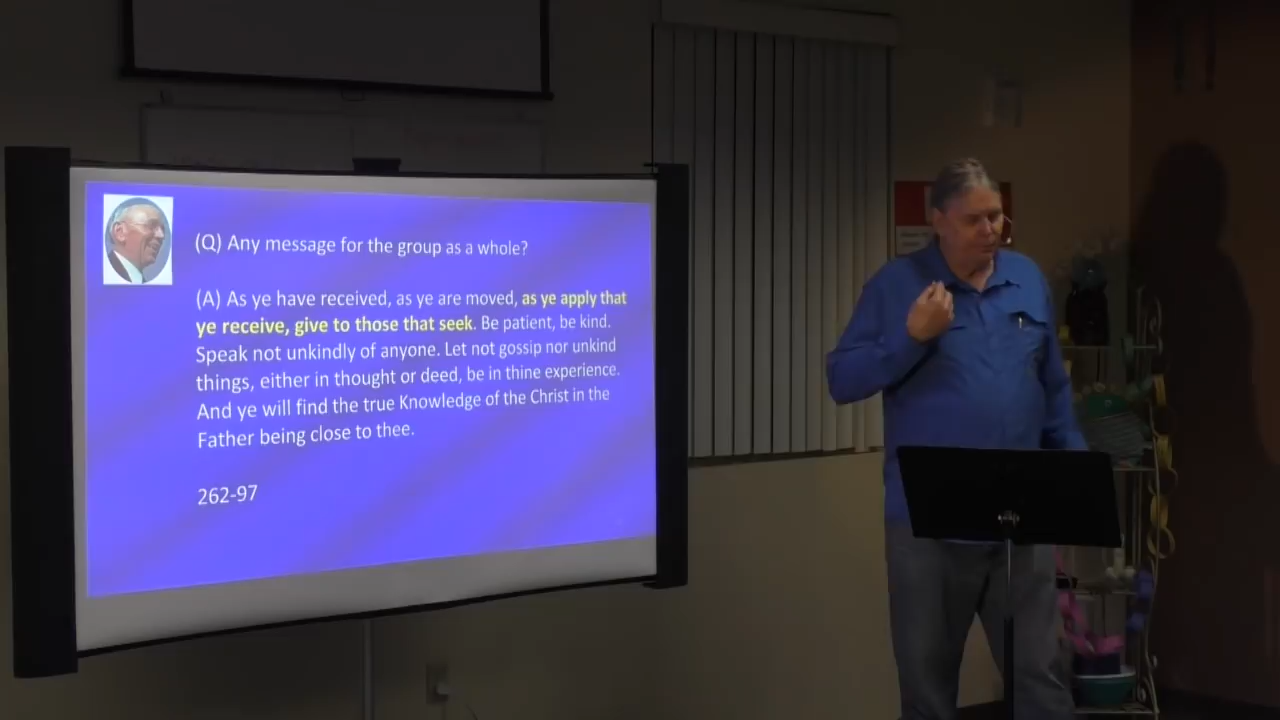 (Q) Any message for the group as a whole?
(A) As ye have received, as ye are moved, as ye apply that
ye receive, give to those that seek. Be patient, be kind.
Speak not unkindly of anyone. Let not gossip nor unkind
things, either in thought or deed, be in thine experience.
And ye will find the true Knowledge of the Christ in the
Father being close to thee.
262-97